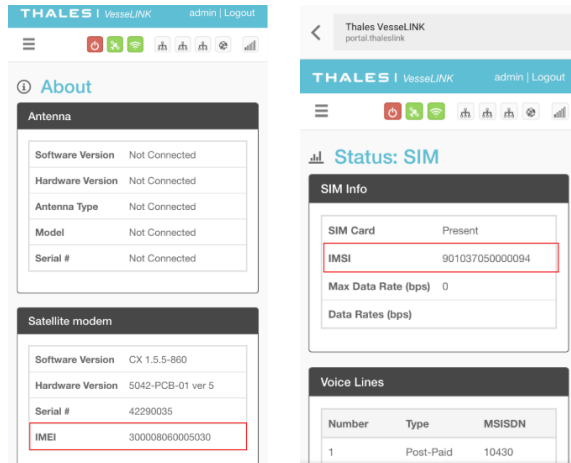 THALES | VesseLINK admin | Logout
About
Antenna
Software Version Not Connected
Hardware Version Not Connected
Antenna Type Not Connected
Model Not Connected
Serial # Not Connected
Satellite modem
Software Version CX 1.5.5-860
Hardware Version 5042-PCB-01 ver 5
Serial # 42290035
IMEI 300008060005030
Thales VesseLINK
portal.thaleslink
THALES | VesseLINK admin | Logout
Status: SIM
SIM Info
SIM Card Present
IMSI 901037050000094
Max Data Rate (bps) 0
Data Rates (bps)
Voice Lines
Number Type MSISDN
1 Post-Paid 10430